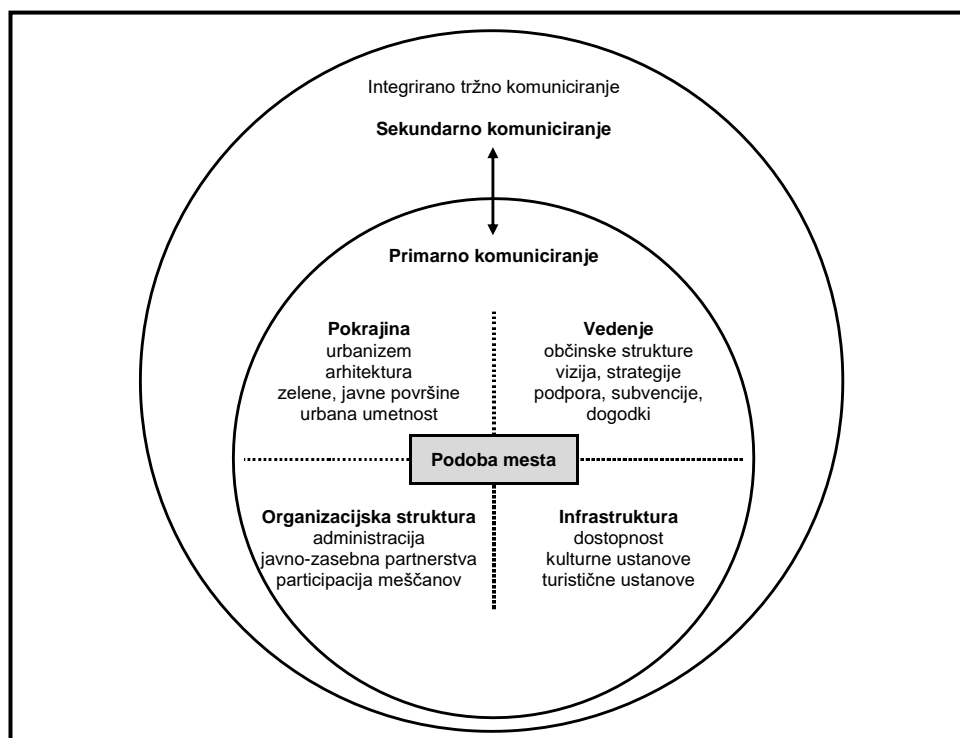 Integrirano tržno komuniciranje
Sekundarno komuniciranje
Primarno komuniciranje
Pokrajina
urbanizem
arhitektura
zelene, javne površine
urbana umetnost
Vedenje
občinske strukture
vizija, strategije
podpora, subvencije,
dogodki
Podoba mesta
Organizacijska struktura
administracija
javno-zasebna partnerstva
participacija meščanov
Infrastruktura
dostopnost
kulturne ustanove
turistične ustanove